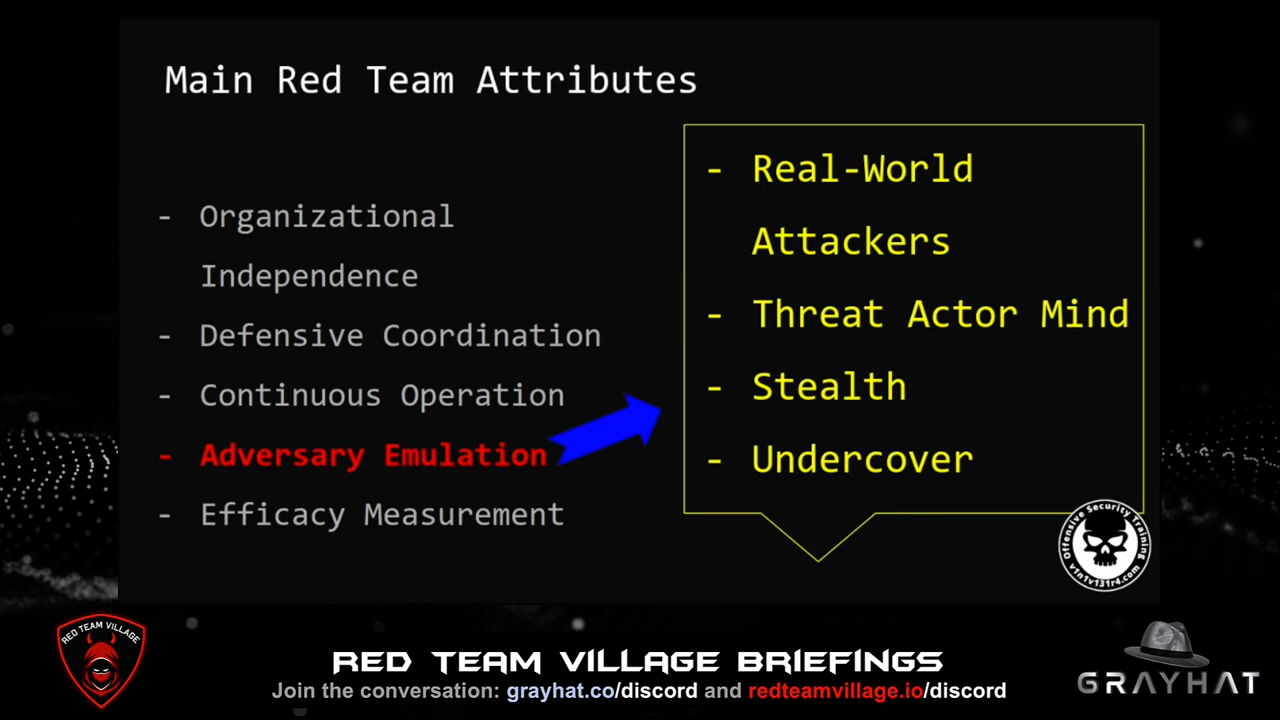 Main Red Team Attributes
- Organizational
Independence
- Defensive Coordination
- Continuous Operation
- Adversary Emulation
- Efficacy Measurement
- Real-World
Attackers
- Threat Actor Mind
- Stealth
- Undercover
Offensive Security Training
v1n1v131r4.com
RED TEAM VILLAGE
RED TEAM VILLAGE BRIEFINGS
Join the conversation: grayhat.co/discord and redteamvillage.io/discord
GRAYHAT